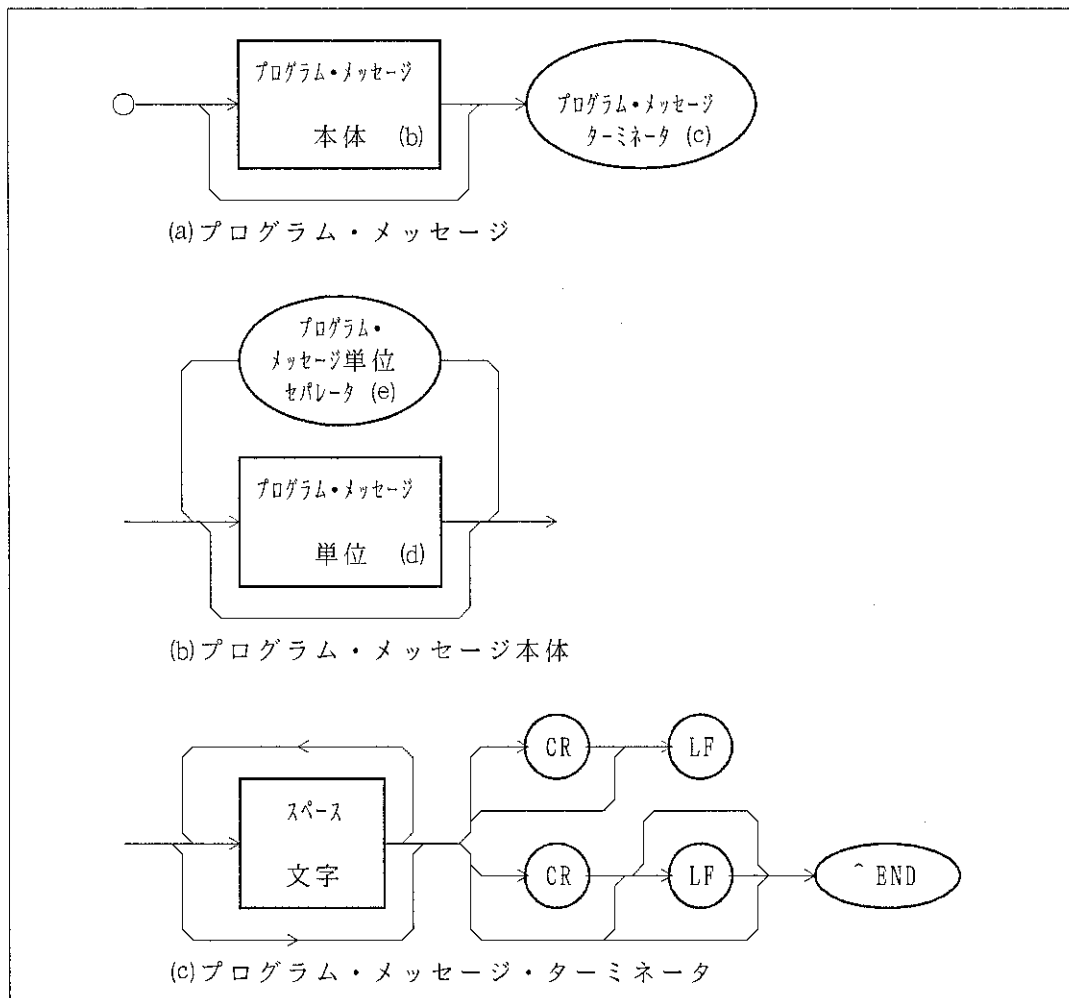 プログラム・メッセージ
本体 (b)
プログラム・メッセージ
ターミネータ (c)
(a)プログラム・メッセージ
プログラム・
メッセージ単位
セパレータ (e)
プログラム・メッセージ
単位 (d)
(b)プログラム・メッセージ本体
CR
LF
スペース
文字
CR
LF
^ END
(c)プログラム・メッセージ・ターミネータ